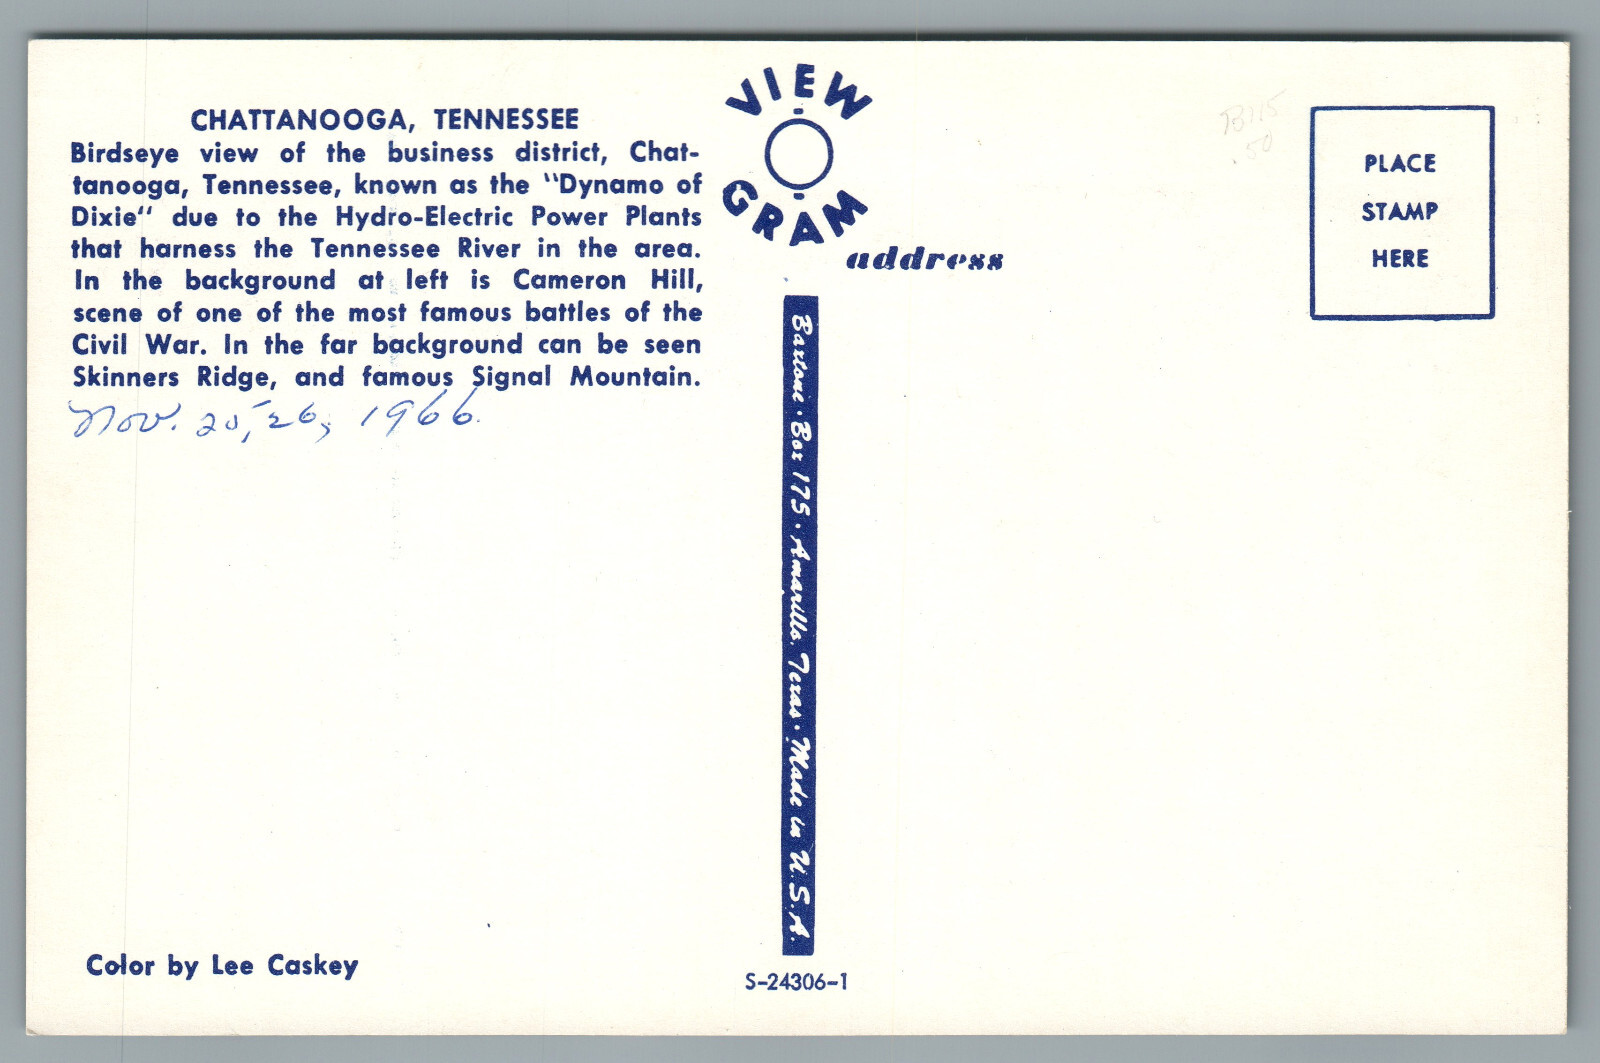 CHATTANOOGA, TENNESSEE
Birdseye view of the business district, Chat-
tanooga, Tennessee, known as the "Dynamo of
Dixie" due to the Hydro-Electric Power Plants
that harness the Tennessee River in the area.
In the background at left is Cameron Hill,
scene of one of the most famous battles of the
Civil War. In the far background can be seen
Skinners Ridge, and famous Signal Mountain.
Nov. 25, 26, 1966.
Color by Lee Caskey
VIEW
GRAM
address
Baxtone · Box 175 · Amarillo, Texas · Made in U.S.A.
S-24306-1
.50
PLACE
STAMP
HERE